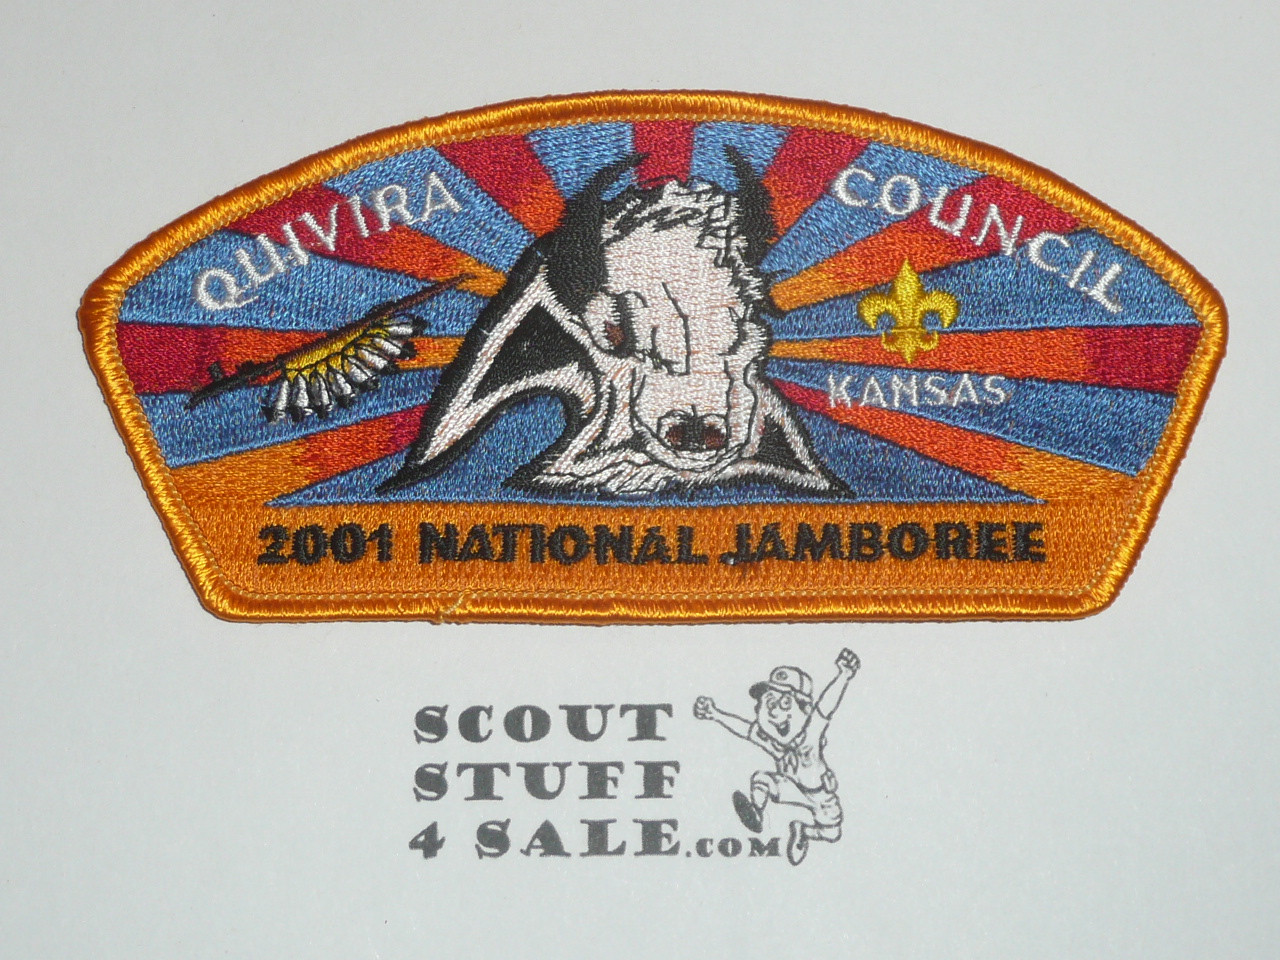 QUIVIRA COUNCIL
KANSAS
2001 NATIONAL JAMBOREE
SCOUT
STUFF
4 SALE.COM